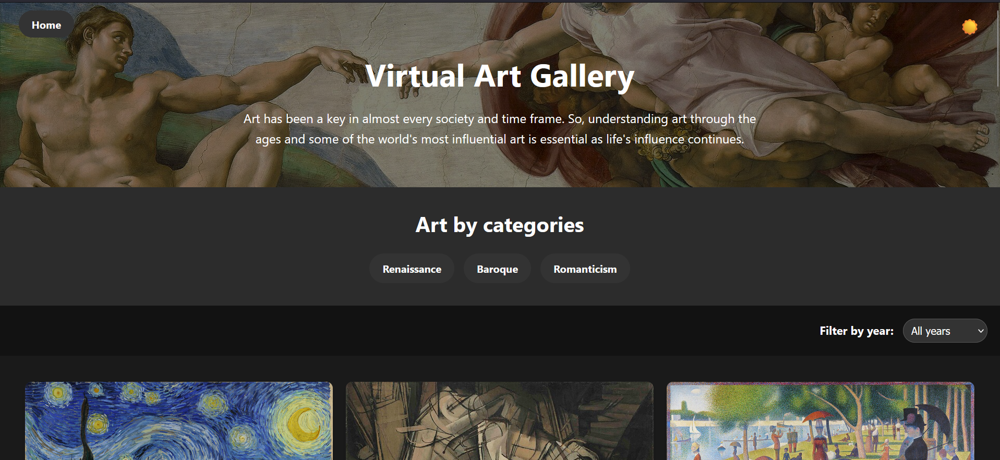 Home
Virtual Art Gallery
Art has been a key in almost every society and time frame. So, understanding art through the
ages and some of the world's most influential art is essential as life's influence continues.
Art by categories
Renaissance Baroque Romanticism
Filter by year: All years